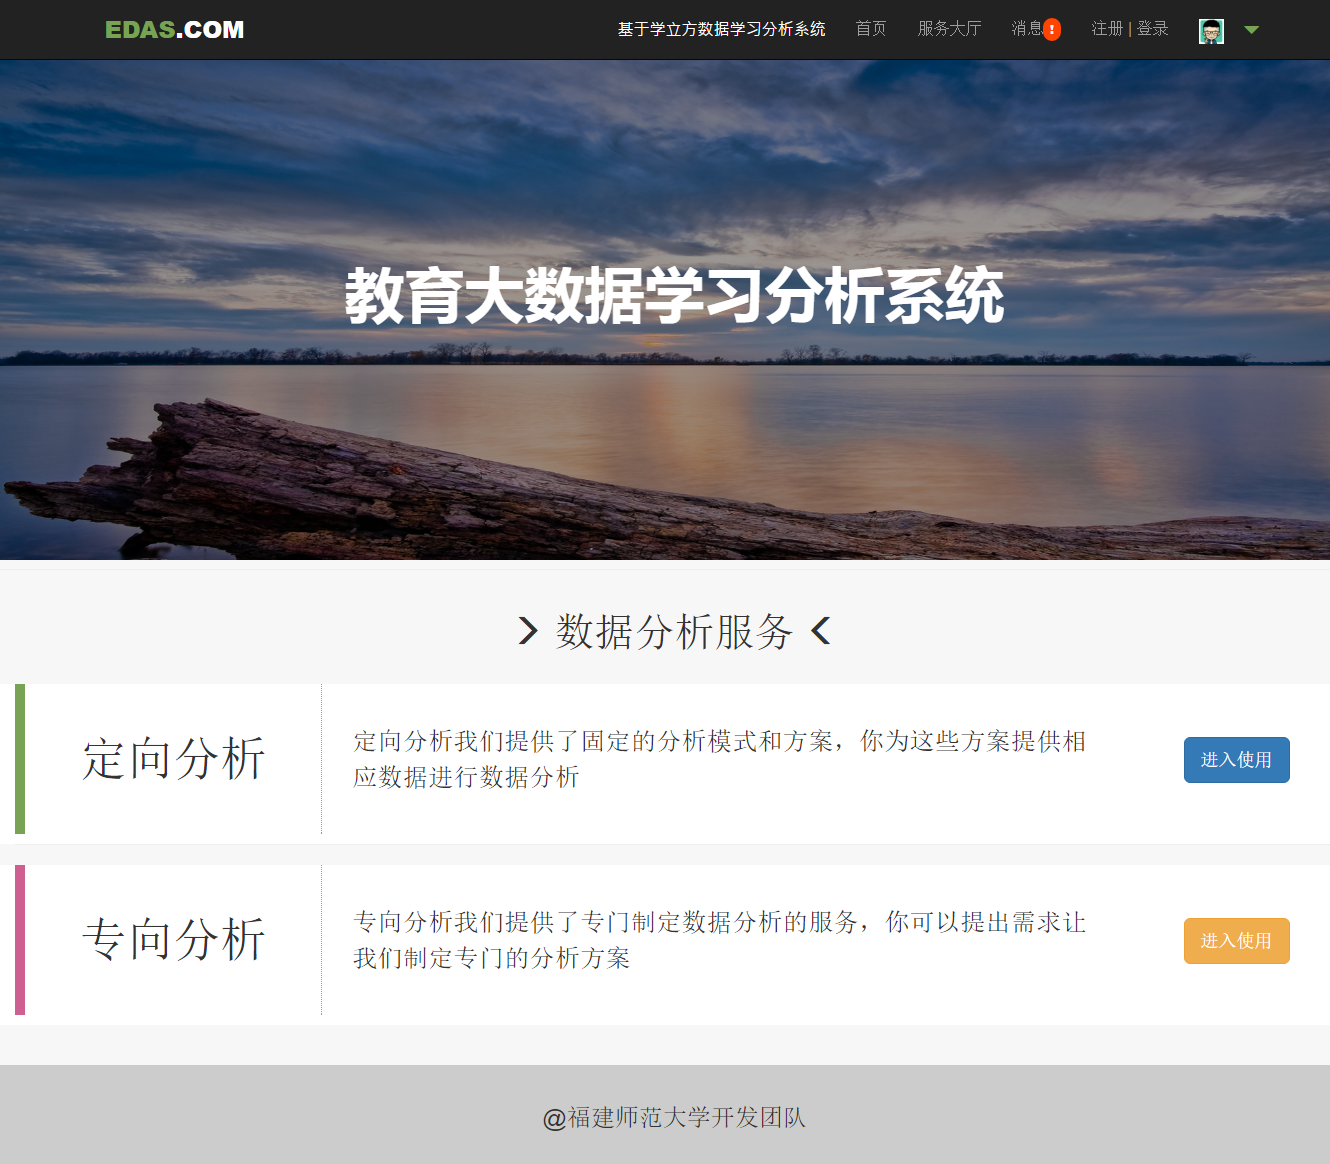 EDAS.COM
基于学立方数据学习分析系统 首页 服务大厅 消息! 注册 | 登录
教育大数据学习分析系统
数据分析服务
定向分析
定向分析我们提供了固定的分析模式和方案，你为这些方案提供相
应数据进行数据分析
进入使用
专向分析
专向分析我们提供了专门制定数据分析的服务，你可以提出需求让
我们制定专门的分析方案
进入使用
@福建师范大学开发团队